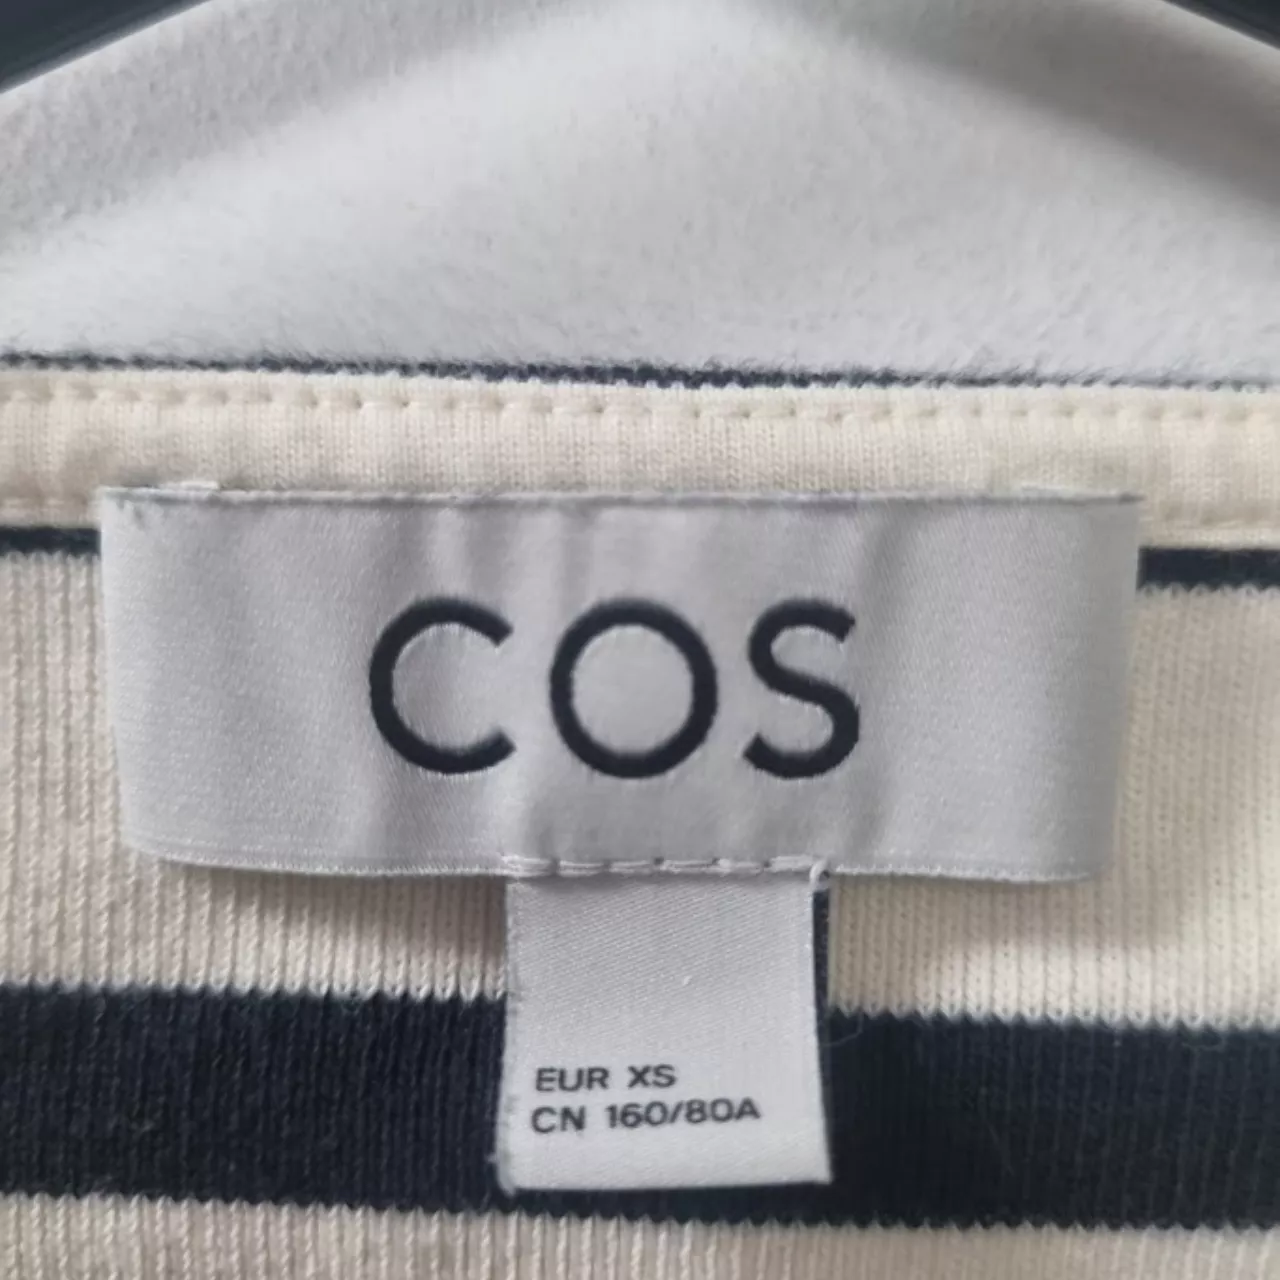 COS
EUR XS
CN 160/80A